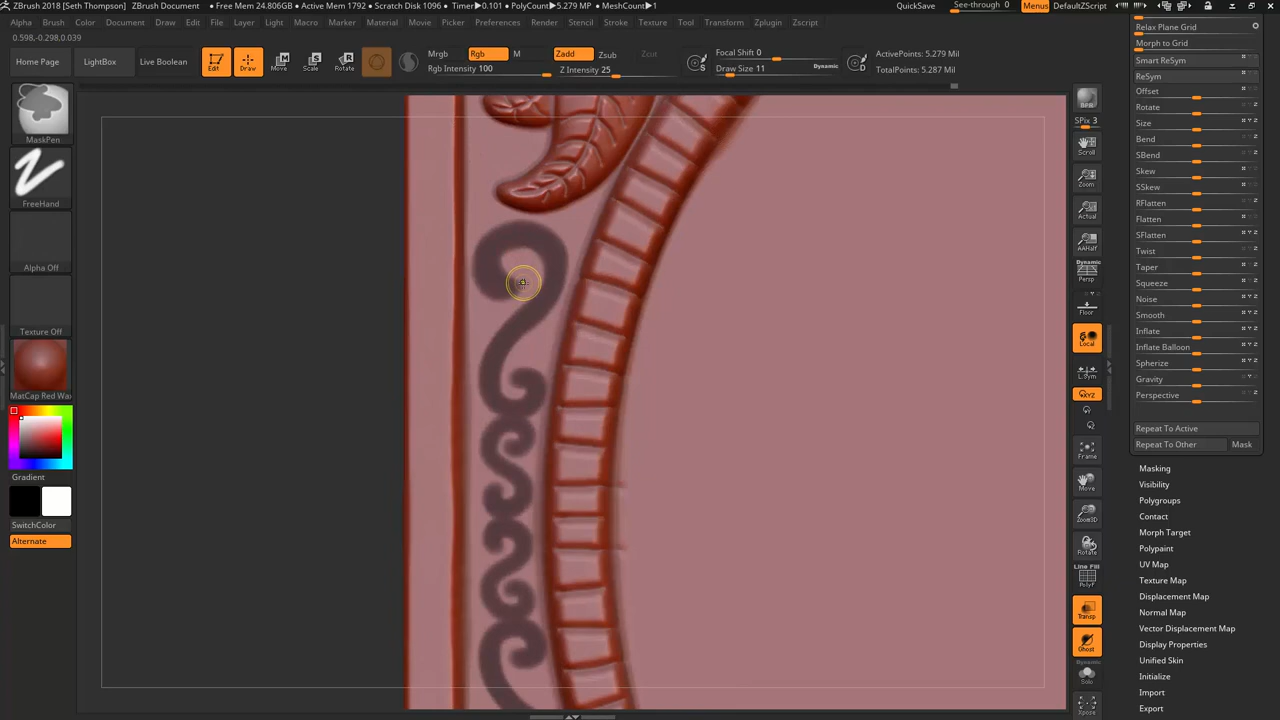 ZBrush 2018 [Seth Thompson] ZBrush Document • Free Mem 24.806GB • Active Mem 1792 • Scratch Disk 1096 • Timer▶0.101 • PolyCount▶5.279 MP • MeshCount▶1
QuickSave See-through 0 Menus DefaultZScript
Alpha Brush Color Document Draw Edit File Layer Light Macro Marker Material Movie Picker Preferences Render Stencil Stroke Texture Tool Transform Zplugin Zscript
0.598,-0.298,0.039
Home Page LightBox Live Boolean
Edit Draw Move Scale Rotate
Mrgb Rgb M
Rgb Intensity 100
Zadd Zsub Zcut
Z Intensity 25
Focal Shift 0
Draw Size 11 Dynamic
ActivePoints: 5.279 Mil
TotalPoints: 5.287 Mil
MaskPen
FreeHand
Alpha Off
Texture Off
MatCap Red Wax
Gradient
SwitchColor
Alternate
BPR
SPix 3
Scroll
Zoom
Actual
AAHalf
Dynamic
Persp
Floor
Local
L.Sym
XYZ
Frame
Move
Zoom3D
Rotate
Line Fill
PolyF
Transp
Ghost
Dynamic
Solo
Xpose
Relax Plane Grid
Morph to Grid
Smart ReSym
ReSym
Offset
Rotate
Size
Bend
SBend
Skew
SSkew
RFlatten
Flatten
SFlatten
Twist
Taper
Squeeze
Noise
Smooth
Inflate
Inflate Balloon
Spherize
Gravity
Perspective
Repeat To Active
Repeat To Other Mask
Masking
Visibility
Polygroups
Contact
Morph Target
Polypaint
UV Map
Texture Map
Displacement Map
Normal Map
Vector Displacement Map
Display Properties
Unified Skin
Initialize
Import
Export